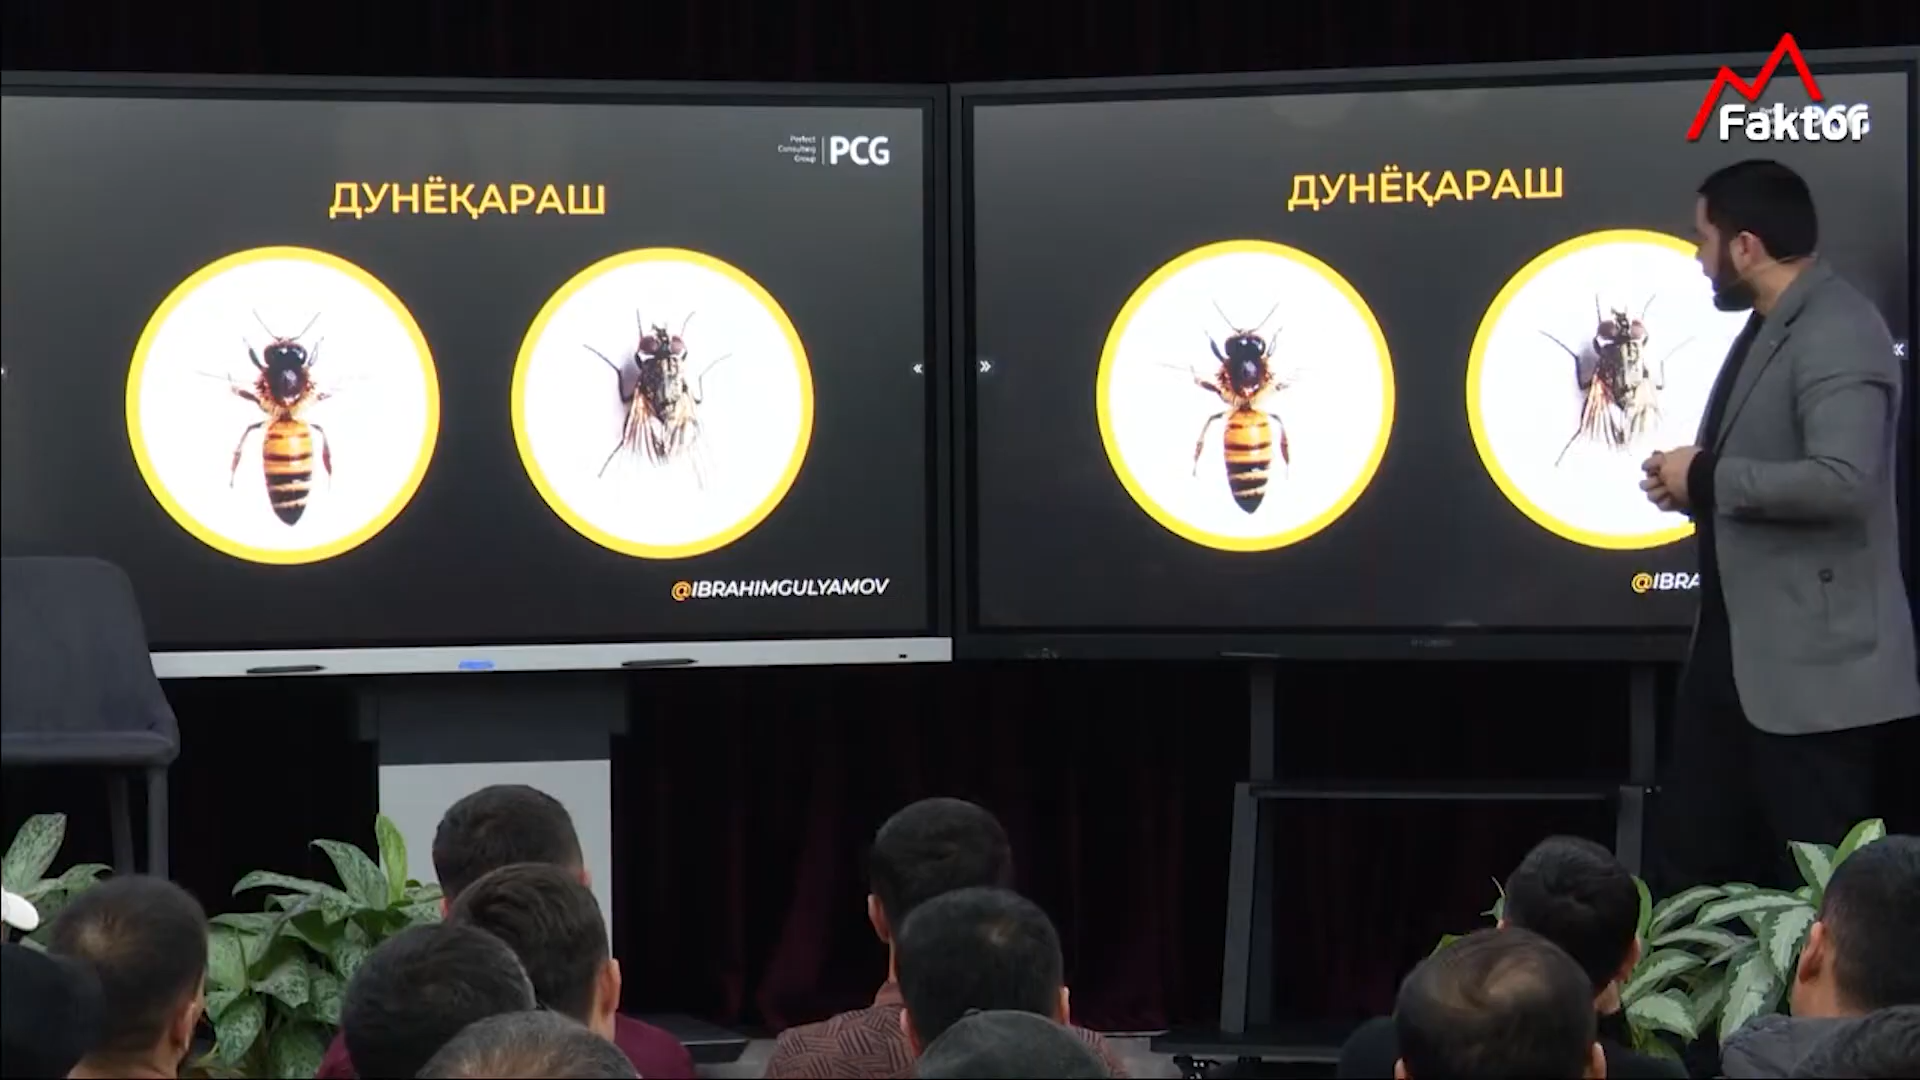 Faktor
Perfect
Consulting
Group
PCG
ДУНЁҚАРАШ
@IBRAHIMGULYAMOV
ДУНЁҚАРАШ
@IBRA